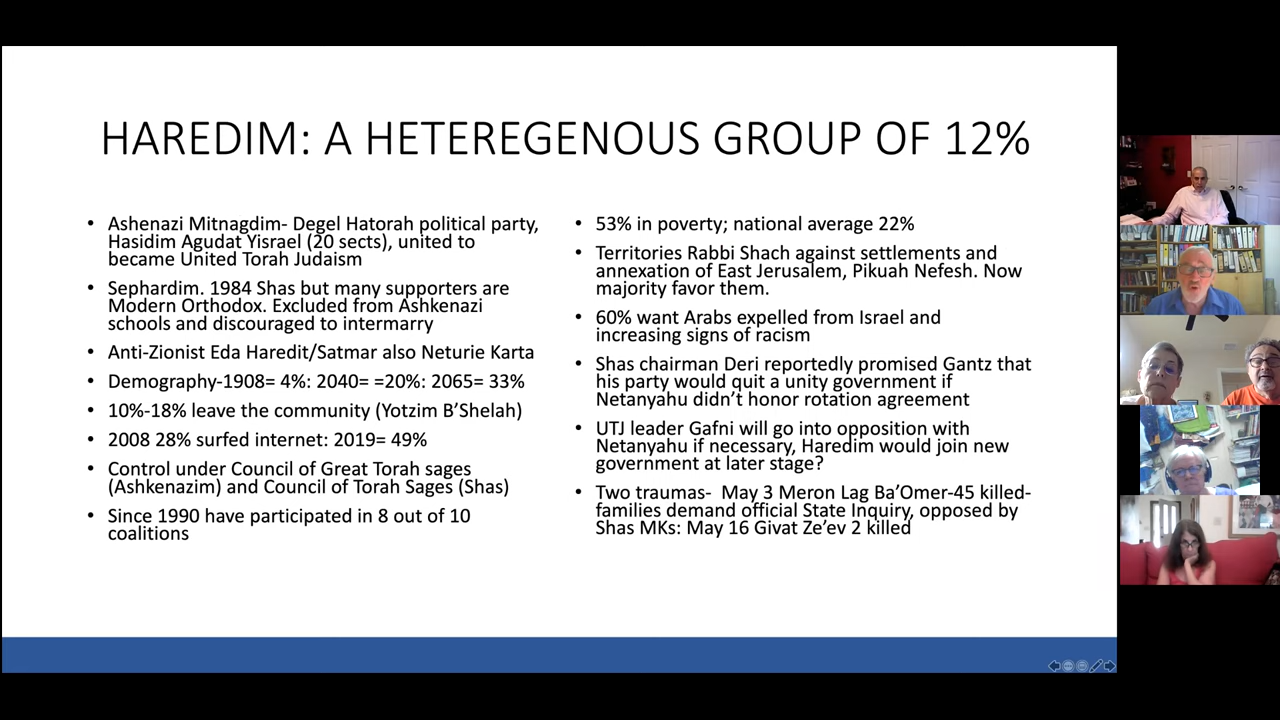 HAREDIM: A HETEREGENOUS GROUP OF 12%
• Ashenazi Mitnagdim- Degel Hatorah political party,
Hasidim Agudat Yisrael (20 sects), united to
became United Torah Judaism
• Sephardim. 1984 Shas but many supporters are
Modern Orthodox. Excluded from Ashkenazi
schools and discouraged to intermarry
• Anti-Zionist Eda Haredit/Satmar also Neturie Karta
• Demography-1908= 4%: 2040= =20%: 2065= 33%
• 10%-18% leave the community (Yotzim B’Shelah)
• 2008 28% surfed internet: 2019= 49%
• Control under Council of Great Torah sages
(Ashkenazim) and Council of Torah Sages (Shas)
• Since 1990 have participated in 8 out of 10
coalitions
• 53% in poverty; national average 22%
• Territories Rabbi Shach against settlements and
annexation of East Jerusalem, Pikuah Nefesh. Now
majority favor them.
• 60% want Arabs expelled from Israel and
increasing signs of racism
• Shas chairman Deri reportedly promised Gantz that
his party would quit a unity government if
Netanyahu didn’t honor rotation agreement
• UTJ leader Gafni will go into opposition with
Netanyahu if necessary, Haredim would join new
government at later stage?
• Two traumas-  May 3 Meron Lag Ba’Omer-45 killed-
families demand official State Inquiry, opposed by
Shas MKs: May 16 Givat Ze’ev 2 killed